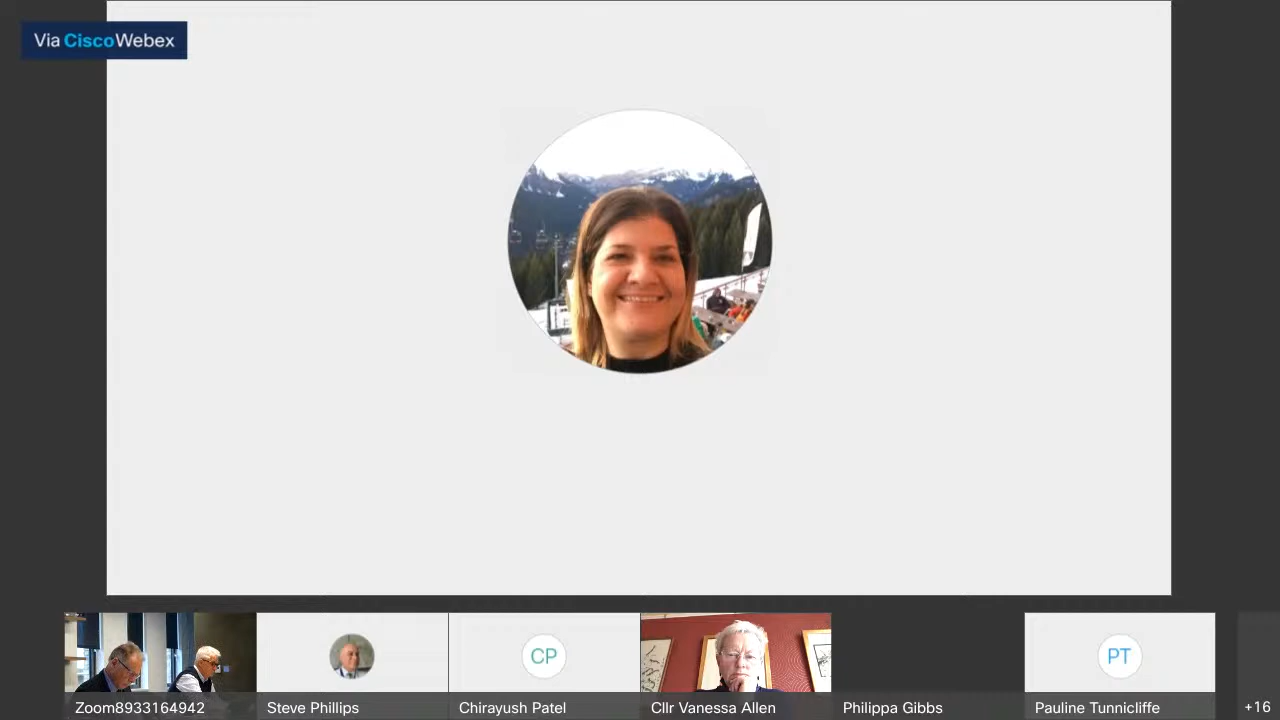 Via CiscoWebex
CP
PT
Zoom8933164942
Steve Phillips
Chirayush Patel
Cllr Vanessa Allen
Philippa Gibbs
Pauline Tunnicliffe
+16